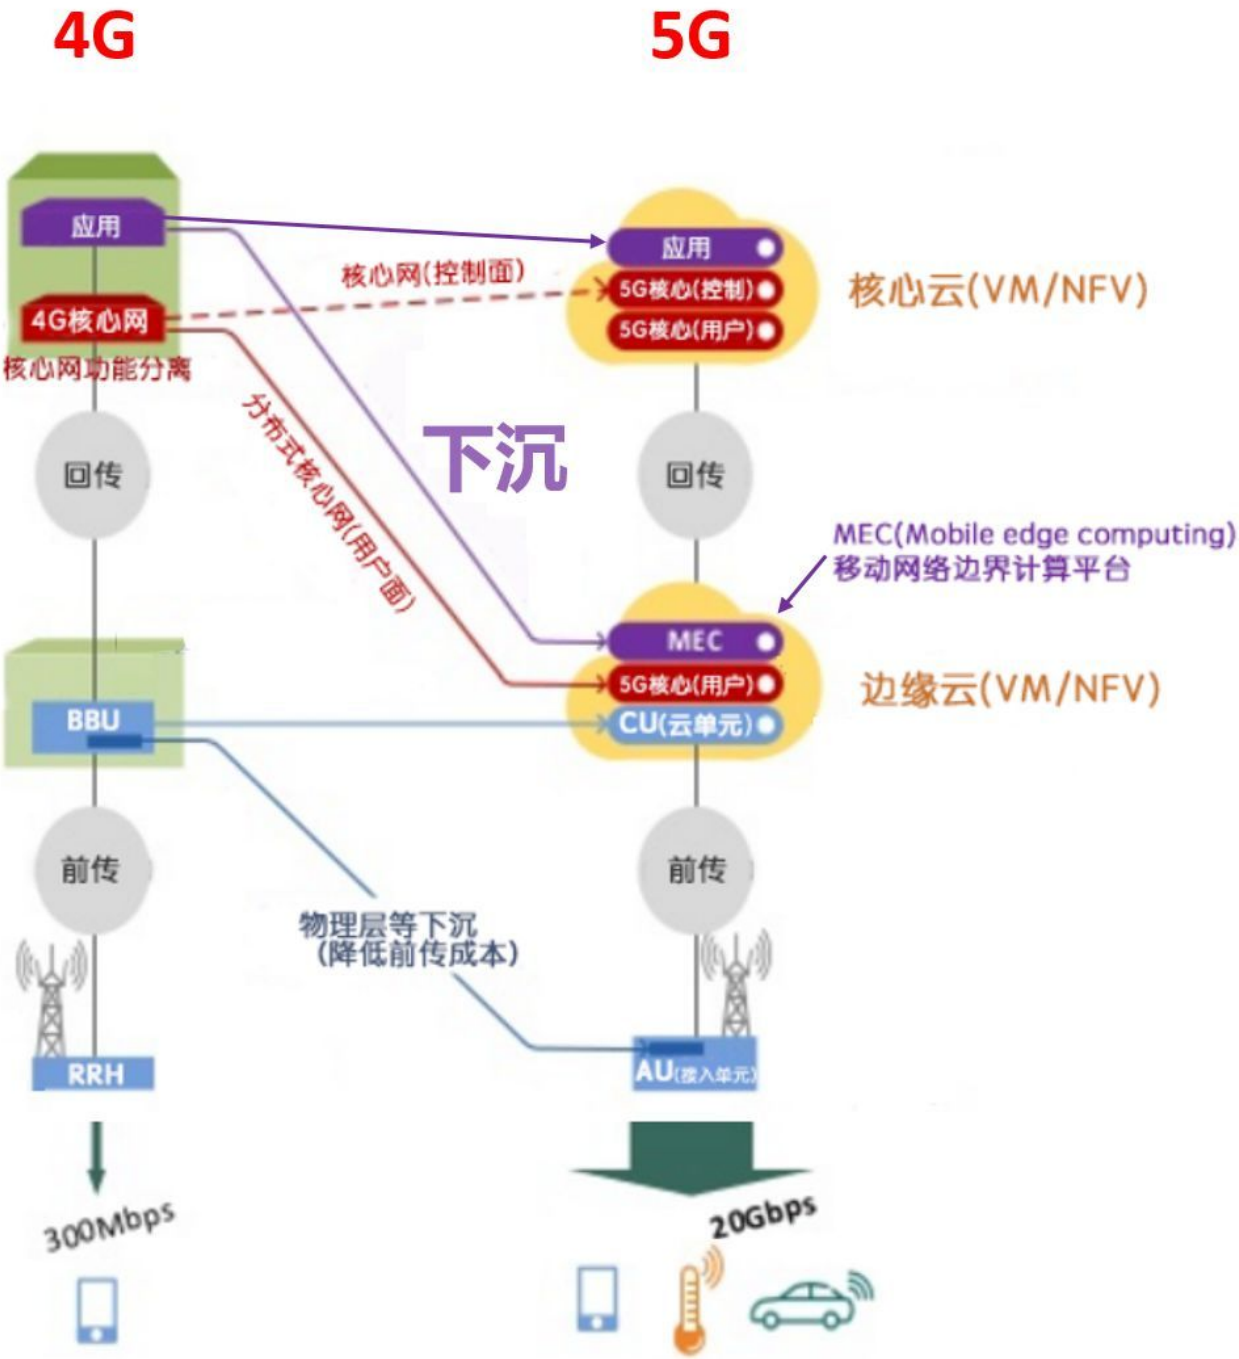 4G
5G
应用
应用
核心网(控制面)
5G核心(控制)
核心云(VM/NFV)
4G核心网
5G核心(用户)
核心网功能分离
分布式核心网(用户面)
下沉
回传
回传
MEC(Mobile edge computing)
移动网络边界计算平台
MEC
5G核心(用户)
边缘云(VM/NFV)
BBU
CU(云单元)
前传
前传
物理层等下沉
(降低前传成本)
RRH
AU(接入单元)
300Mbps
20Gbps